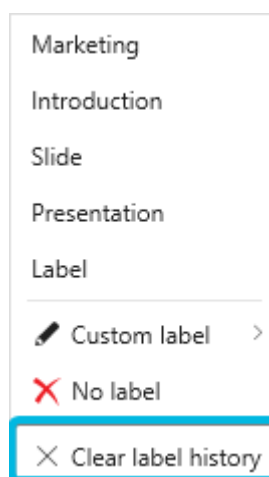 Marketing
Introduction
Slide
Presentation
Label
Custom label
No label
Clear label history